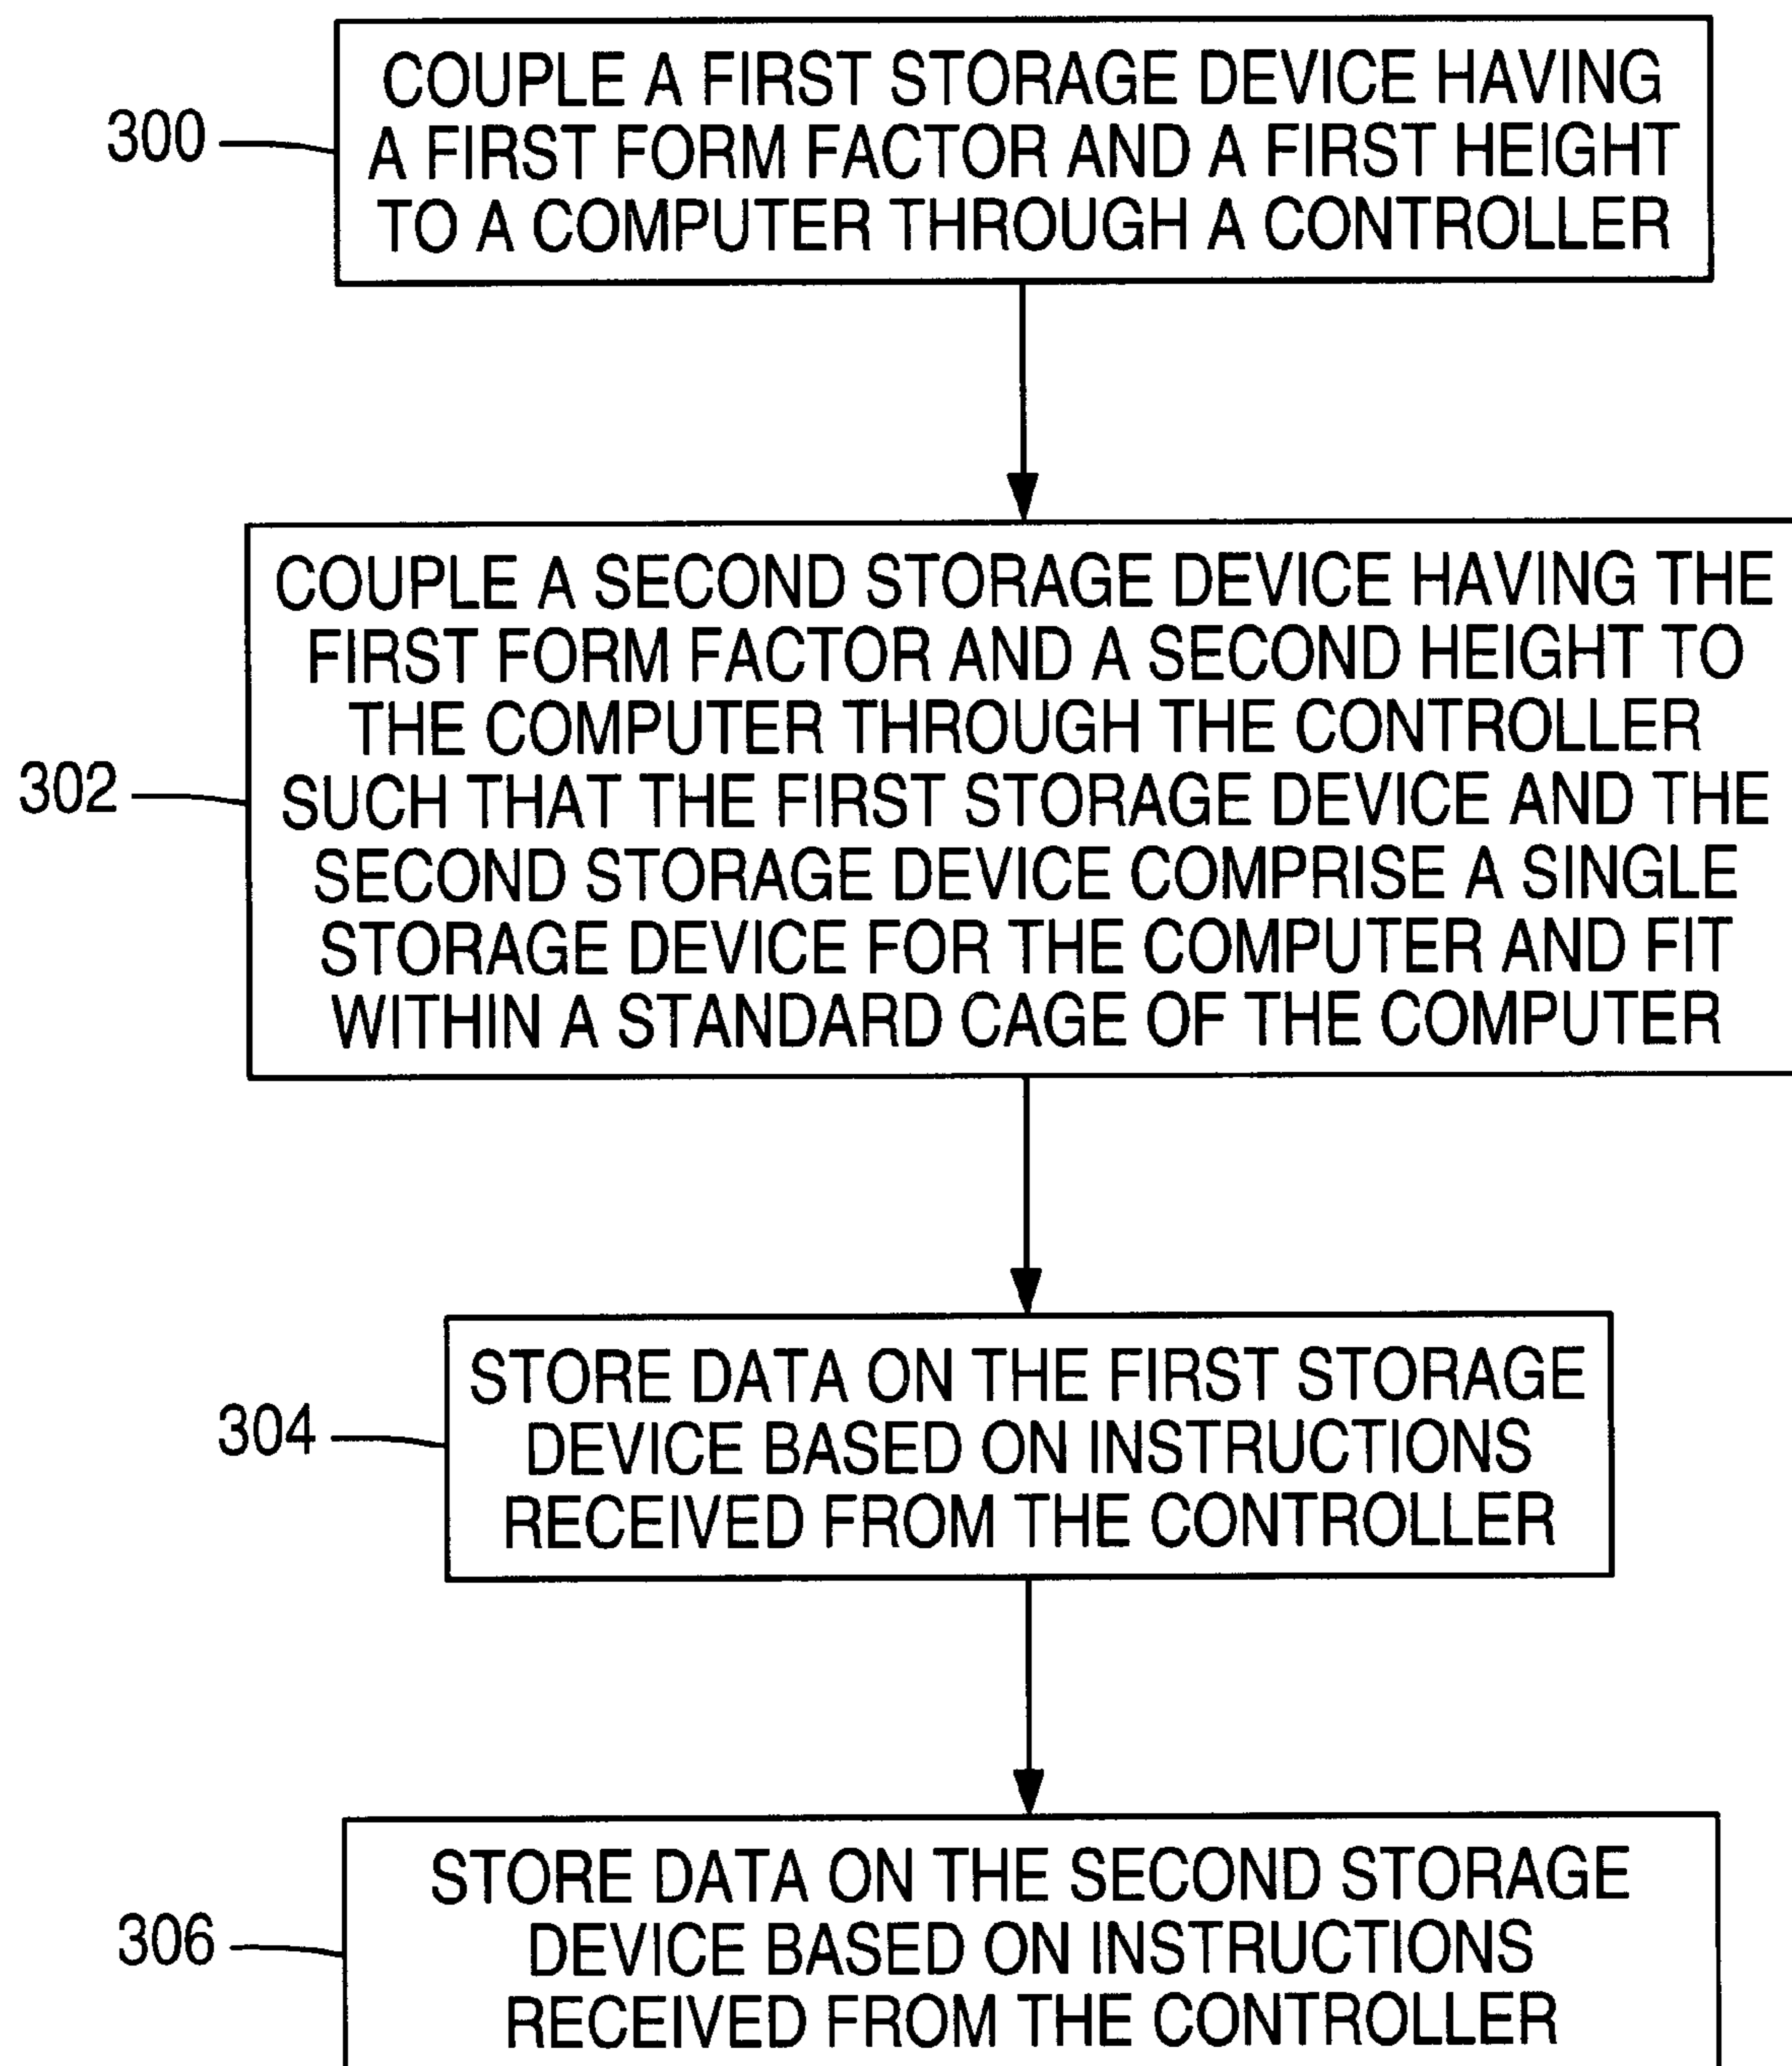 COUPLE A FIRST STORAGE DEVICE HAVING
300
A FIRST FORM FACTOR AND A FIRST HEIGHT
TO A COMPUTER THROUGH A CONTROLLER
COUPLE A SECOND STORAGE DEVICE HAVING THE
FIRST FORM FACTOR AND A SECOND HEIGHT TO
THE COMPUTER THROUGH THE CONTROLLER
302
SUCH THAT THE FIRST STORAGE DEVICE AND THE
SECOND STORAGE DEVICE COMPRISE A SINGLE
STORAGE DEVICE FOR THE COMPUTER AND FIT
WITHIN A STANDARD CAGE OF THE COMPUTER
STORE DATA ON THE FIRST STORAGE
304
DEVICE BASED ON INSTRUCTIONS
RECEIVED FROM THE CONTROLLER
STORE DATA ON THE SECOND STORAGE
306
DEVICE BASED ON INSTRUCTIONS
RECEIVED FROM THE CONTROLLER